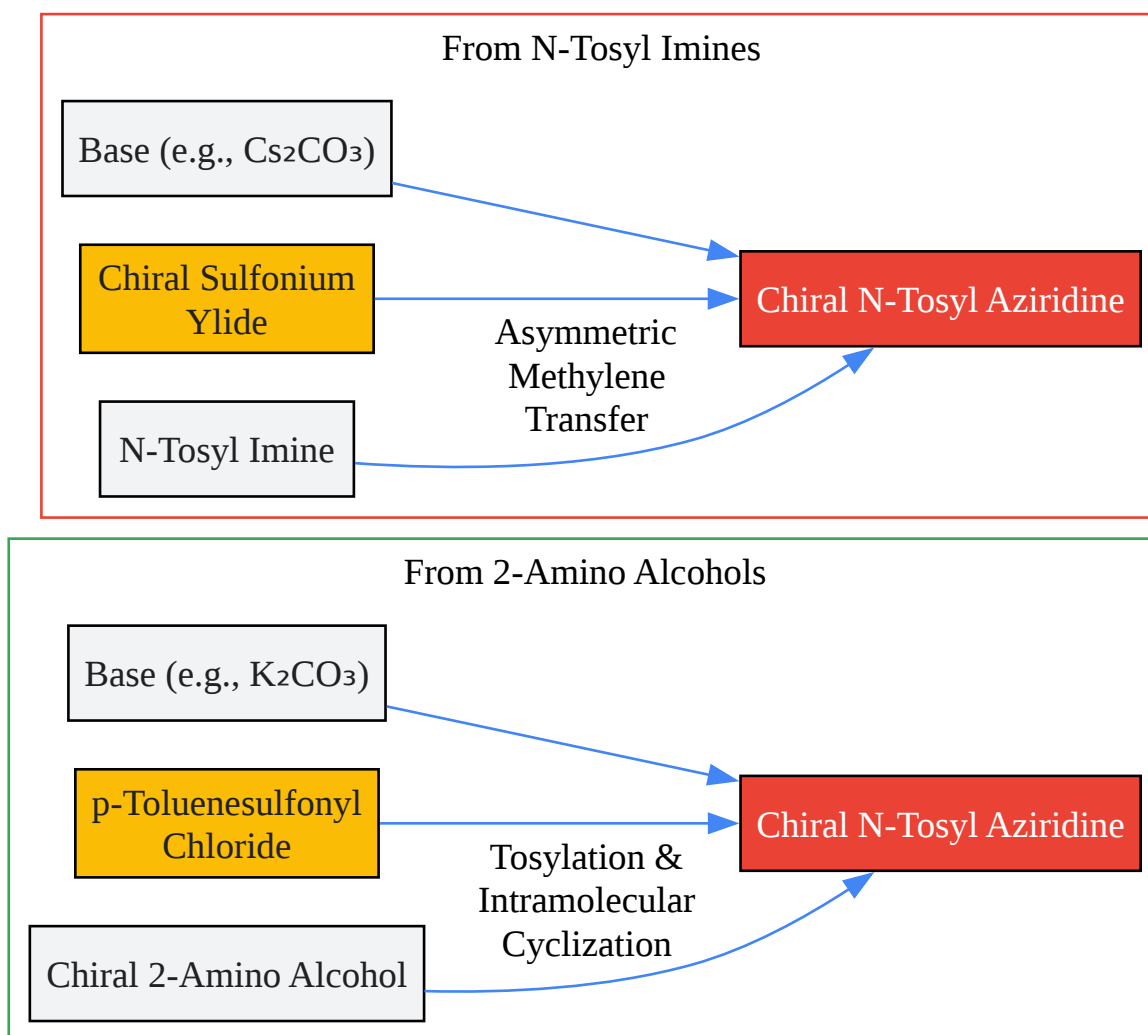 From N-Tosyl Imines
Base (e.g., Cs₂CO₃)
Chiral Sulfonium
Ylide
Chiral N-Tosyl Aziridine
Asymmetric
Methylene
Transfer
N-Tosyl Imine
From 2-Amino Alcohols
Base (e.g., K₂CO₃)
p-Toluenesulfonyl
Chloride
Chiral N-Tosyl Aziridine
Tosylation &
Intramolecular
Cyclization
Chiral 2-Amino Alcohol